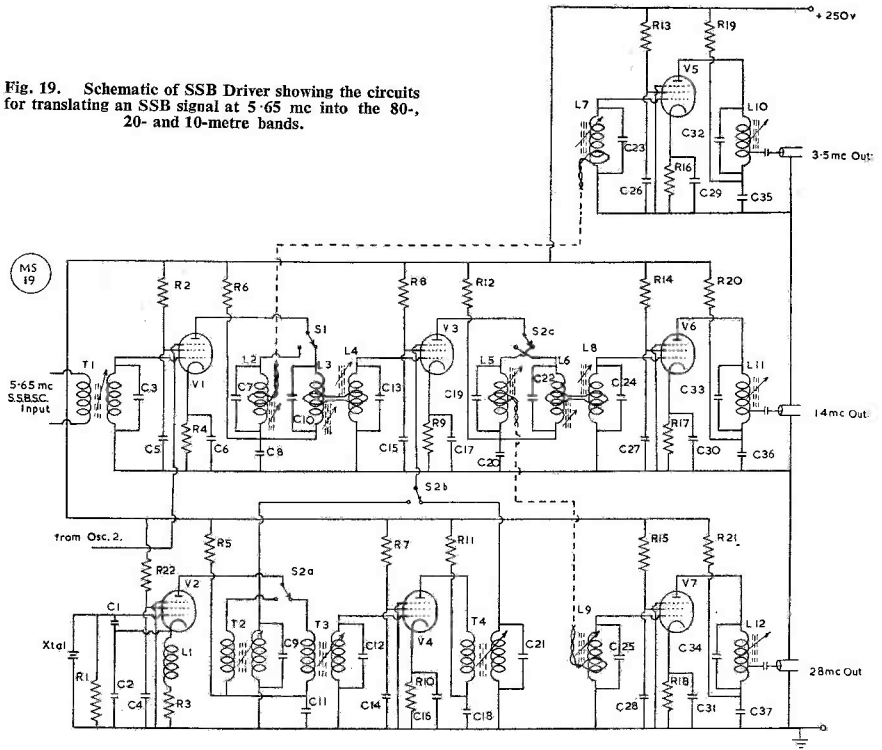 + 250v
R13
R19
V5
Fig. 19. Schematic of SSB Driver showing the circuits
for translating an SSB signal at 5·65 mc into the 80-,
20- and 10-metre bands.
L7
L10
C23
C32
3·5mc Out
R16
C26
C29
C35
MS
19
R2
R6
R8
R12
R14
R20
S1
V3
S2c
V6
T1
V1
L2
L3
L4
L5
L6
L8
L11
5·65 mc
S.S.B.S.C.
Input
C3
C7
C10
C13
C19
C22
C24
C33
14mc Out
R4
R9
R17
C5
C6
C8
C15
C17
C20
C27
C30
C36
S2b
from Osc. 2.
R5
R7
R11
R15
R21
R22
V2
S2a
C1
V4
V7
L9
L12
Xtal
L1
T2
C9
T3
C12
T4
C21
C25
C34
28mc Out
R1
C2
C4
R3
C11
C14
R10
C16
C18
C28
R18
C31
C37